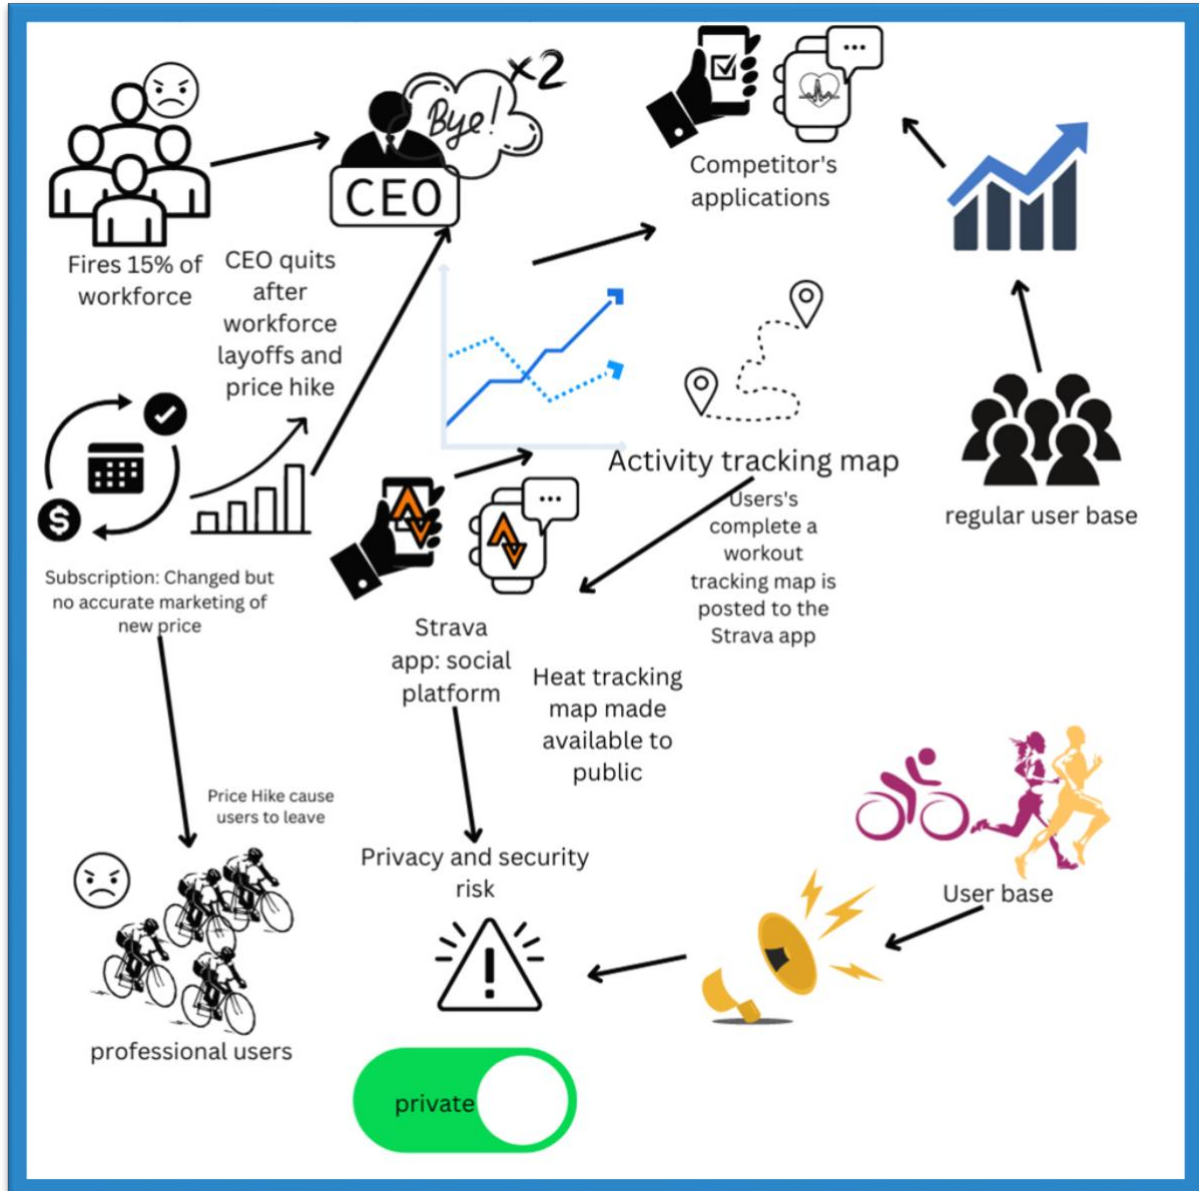 ×2
Bye!
CEO
Fires 15% of
workforce
CEO quits
after
workforce
layoffs and
price hike
Competitor's
applications
Activity tracking map
Users's
complete a
workout
tracking map is
posted to the
Strava app
regular user base
$
Subscription: Changed but
no accurate marketing of
new price
Strava
app: social
platform
Heat tracking
map made
available to
public
Price Hike cause
users to leave
professional users
Privacy and security
risk
!
private
User base